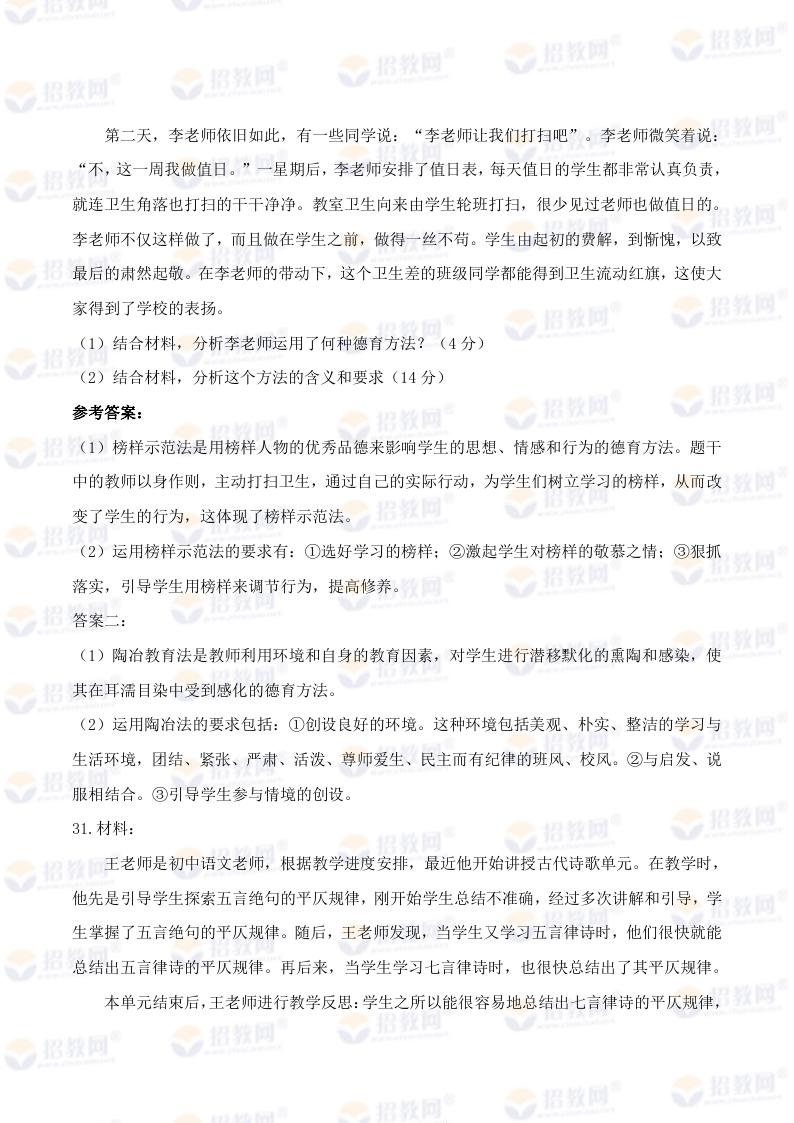 第二天，李老师依旧如此，有一些同学说：“李老师让我们打扫吧”。李老师微笑着说：
“不，这一周我做值日。”一星期后，李老师安排了值日表，每天值日的学生都非常认真负责，
就连卫生角落也打扫的干干净净。教室卫生向来由学生轮班打扫，很少见过老师也做值日的。
李老师不仅这样做了，而且做在学生之前，做得一丝不苟。学生由起初的费解，到惭愧，以致
最后的肃然起敬。在李老师的带动下，这个卫生差的班级同学都能得到卫生流动红旗，这使大
家得到了学校的表扬。
（1）结合材料，分析李老师运用了何种德育方法？（4 分）
（2）结合材料，分析这个方法的含义和要求（14 分）
参考答案：
（1）榜样示范法是用榜样人物的优秀品德来影响学生的思想、情感和行为的德育方法。题干
中的教师以身作则，主动打扫卫生，通过自己的实际行动，为学生们树立学习的榜样，从而改
变了学生的行为，这体现了榜样示范法。
（2）运用榜样示范法的要求有：①选好学习的榜样；②激起学生对榜样的敬慕之情；③狠抓
落实，引导学生用榜样来调节行为，提高修养。
答案二：
（1）陶冶教育法是教师利用环境和自身的教育因素，对学生进行潜移默化的熏陶和感染，使
其在耳濡目染中受到感化的德育方法。
（2）运用陶冶法的要求包括：①创设良好的环境。这种环境包括美观、朴实、整洁的学习与
生活环境，团结、紧张、严肃、活泼、尊师爱生、民主而有纪律的班风、校风。②与启发、说
服相结合。③引导学生参与情境的创设。
31.材料：
王老师是初中语文老师，根据教学进度安排，最近他开始讲授古代诗歌单元。在教学时，
他先是引导学生探索五言绝句的平仄规律，刚开始学生总结不准确，经过多次讲解和引导，学
生掌握了五言绝句的平仄规律。随后，王老师发现，当学生又学习五言律诗时，他们很快就能
总结出五言律诗的平仄规律。再后来，当学生学习七言律诗时，也很快总结出了其平仄规律。
本单元结束后，王老师进行教学反思：学生之所以能很容易地总结出七言律诗的平仄规律，